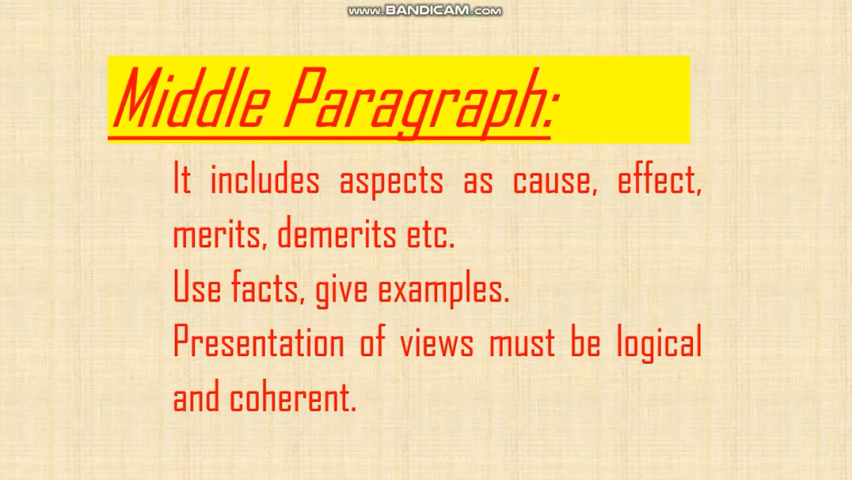 www.BANDICAM.com
Middle Paragraph:
It includes aspects as cause, effect,
merits, demerits etc.
Use facts, give examples.
Presentation of views must be logical
and coherent.